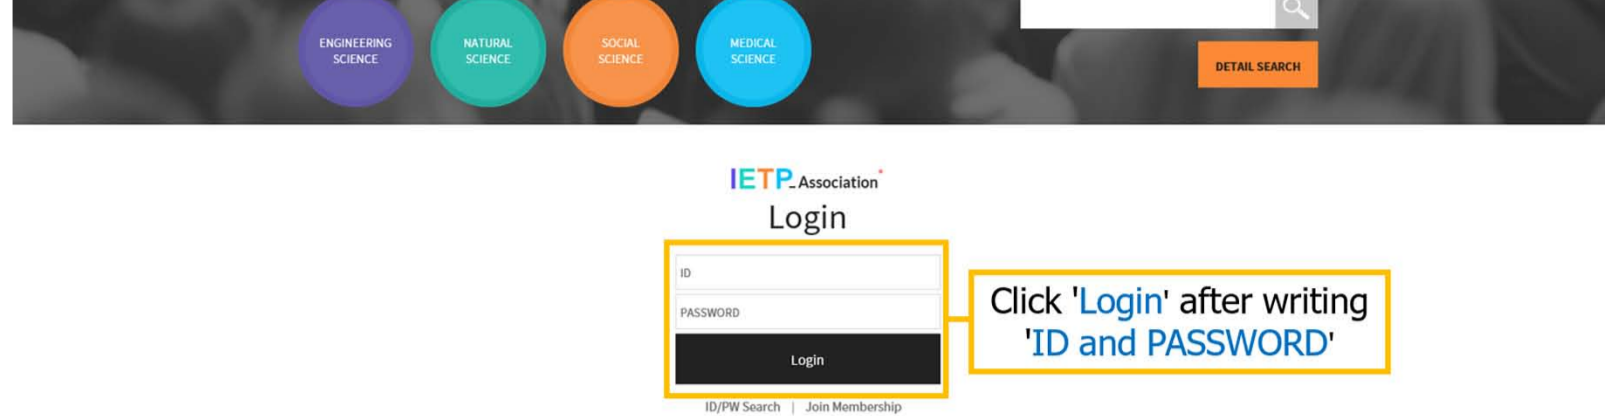 ENGINEERING
SCIENCE
NATURAL
SCIENCE
SOCIAL
SCIENCE
MEDICAL
SCIENCE
DETAIL SEARCH
IETP_Association*
Login
ID
PASSWORD
Login
Click 'Login' after writing
'ID and PASSWORD'
ID/PW Search | Join Membership